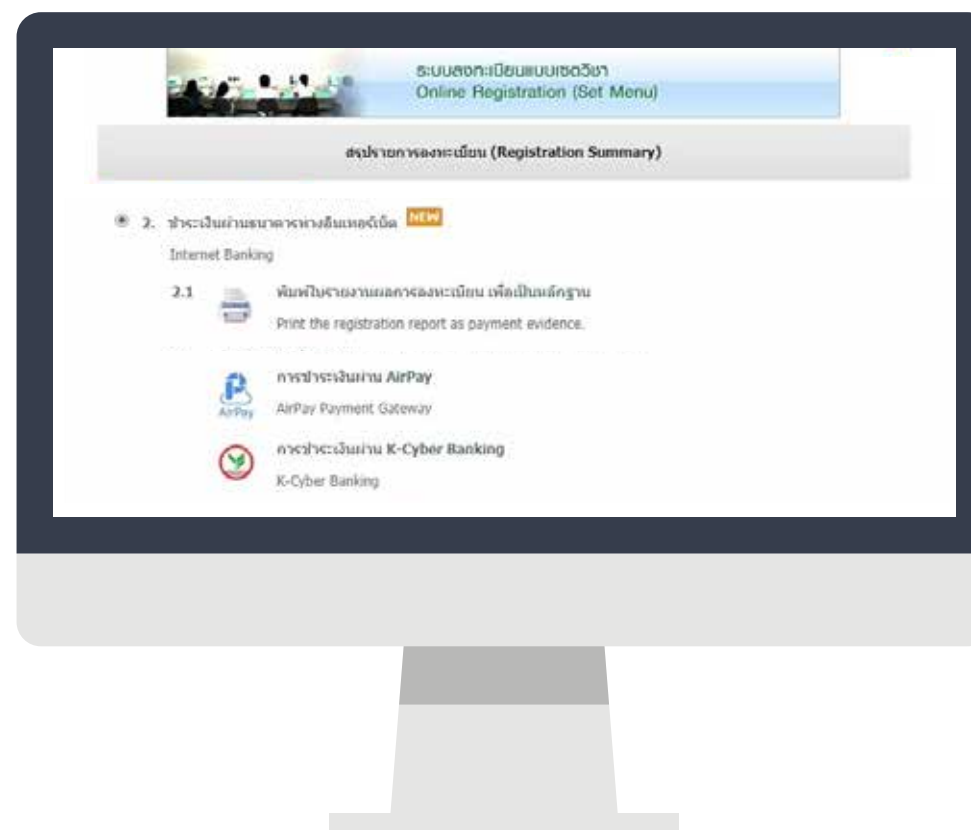 ระบบลงทะเบียนแบบเซตวิชา
Online Registration (Set Menu)
สรุปรายการลงทะเบียน (Registration Summary)
2. ชำระเงินผ่านธนาคารทางอินเทอร์เน็ต NEW
Internet Banking
2.1 พิมพ์ใบรายงานผลการลงทะเบียน เพื่อเป็นหลักฐาน
Print the registration report as payment evidence.
การชำระเงินผ่าน AirPay
AirPay AirPay Payment Gateway
การชำระเงินผ่าน K-Cyber Banking
K-Cyber Banking